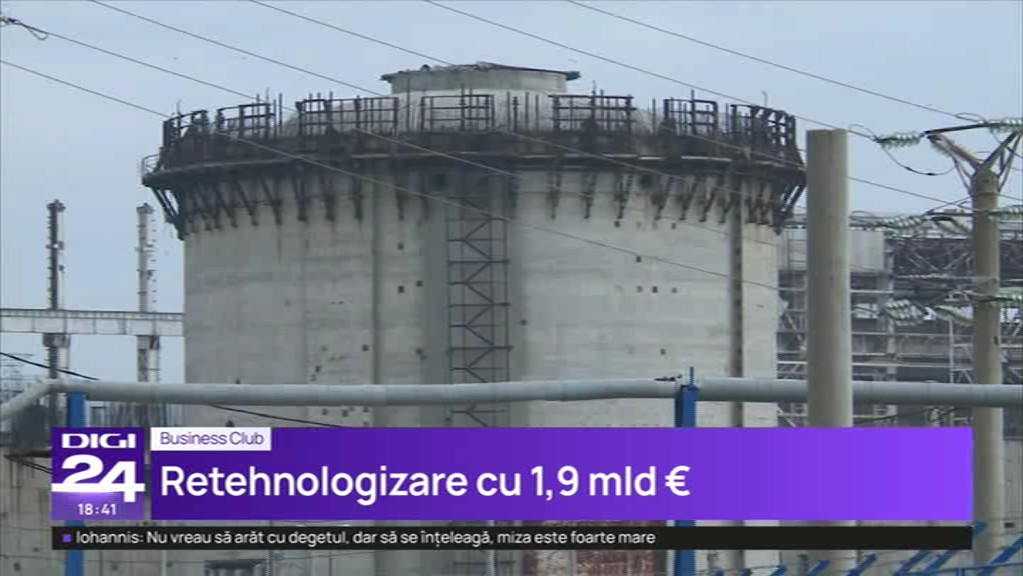 Business Club
DIGI
24
Retehnologizare cu 1,9 mld €
18:41
Iohannis: Nu vreau să arăt cu degetul, dar să se înțeleagă, miza este foarte mare